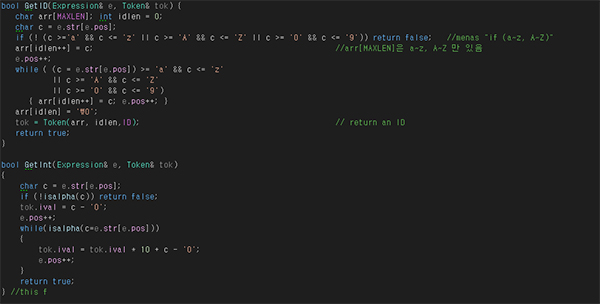 bool GetID(Expression& e, Token& tok) {
char arr[MAXLEN]; int idlen = 0;
char c = e.str[e.pos];
if (! (c >='a' && c <= 'z' || c >= 'A' && c <= 'Z' || c >= '0' && c <= '9')) return false; //menas "if (a-z, A-Z)"
arr[idlen++] = c; //arr[MAXLEN]은 a-z, A-Z 만 있음
e.pos++;
while ( (c = e.str[e.pos]) >= 'a' && c <= 'z'
|| c >= 'A' && c <= 'Z'
|| c >= '0' && c <= '9')
{ arr[idlen++] = c; e.pos++; }
arr[idlen] = '₩0';
tok = Token(arr, idlen,ID); // return an ID
return true;
}
bool GetInt(Expression& e, Token& tok)
{
char c = e.str[e.pos];
if (!isalpha(c)) return false;
tok.ival = c - '0';
e.pos++;
while(isalpha(c=e.str[e.pos]))
{
tok.ival = tok.ival + 10 + c - '0';
e.pos++;
}
return true;
} //this f